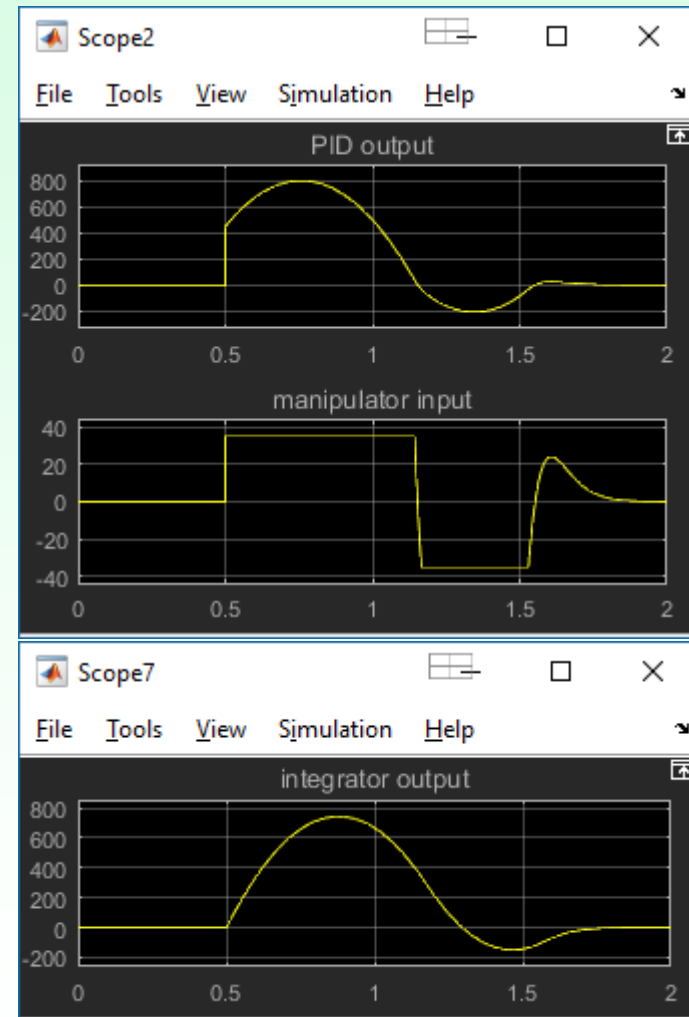 Scope2
File Tools View Simulation Help
PID output
800
600
400
200
0
-200
0 0.5 1 1.5 2
manipulator input
40
20
0
-20
-40
0 0.5 1 1.5 2
Scope7
File Tools View Simulation Help
integrator output
800
600
400
200
0
-200
0 0.5 1 1.5 2